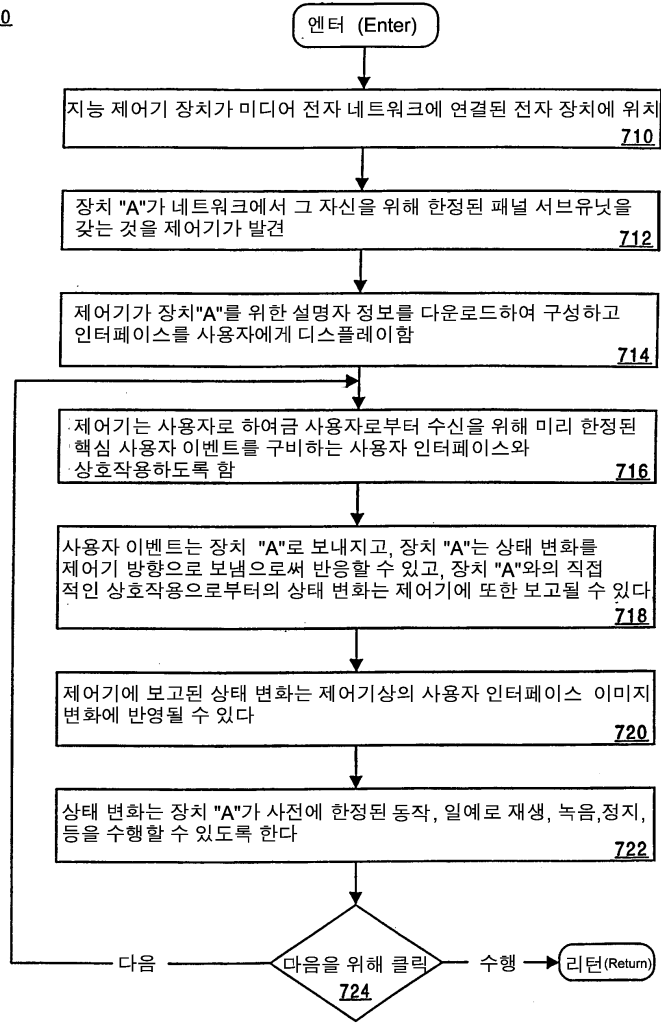 0
엔터 (Enter)
지능 제어기 장치가 미디어 전자 네트워크에 연결된 전자 장치에 위치
710
장치 "A"가 네트워크에서 그 자신을 위해 한정된 패널 서브유닛을
갖는 것을 제어기가 발견
712
제어기가 장치"A"를 위한 설명자 정보를 다운로드하여 구성하고
인터페이스를 사용자에게 디스플레이함
714
제어기는 사용자로 하여금 사용자로부터 수신을 위해 미리 한정된
핵심 사용자 이벤트를 구비하는 사용자 인터페이스와
상호작용하도록 함
716
사용자 이벤트는 장치 "A"로 보내지고, 장치 "A"는 상태 변화를
제어기 방향으로 보냄으로써 반응할 수 있고, 장치 "A"와의 직접
적인 상호작용으로부터의 상태 변화는 제어기에 또한 보고될 수 있다
718
제어기에 보고된 상태 변화는 제어기상의 사용자 인터페이스 이미지
변화에 반영될 수 있다
720
상태 변화는 장치 "A"가 사전에 한정된 동작, 일예로 재생, 녹음,정지,
등을 수행할 수 있도록 한다
722
다음
마음을 위해 클릭
724
수행
리턴(Return)